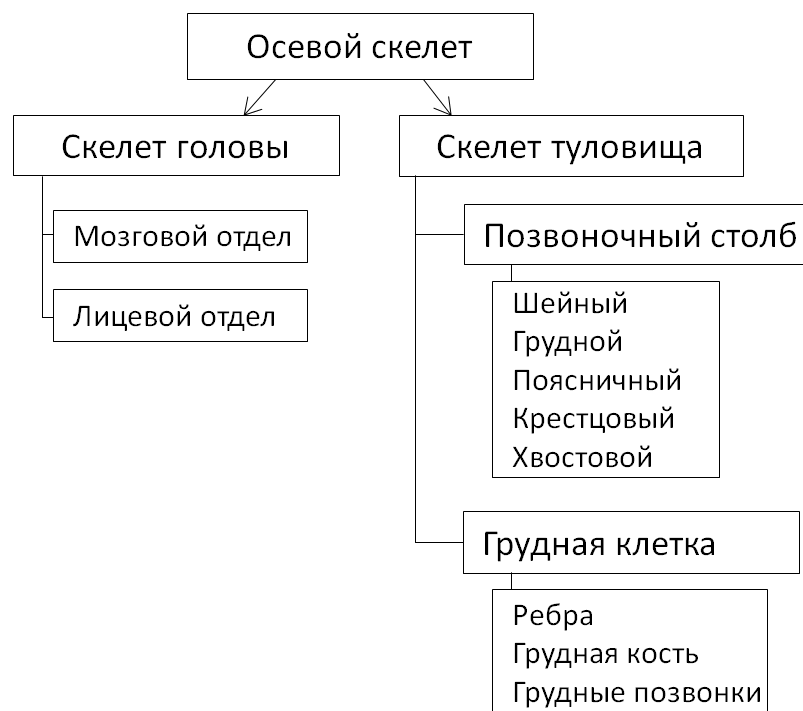 Осевой скелет
Скелет головы
Мозговой отдел
Лицевой отдел
Скелет туловища
Позвоночный столб
Шейный
Грудной
Поясничный
Крестцовый
Хвостовой
Грудная клетка
Ребра
Грудная кость
Грудные позвонки